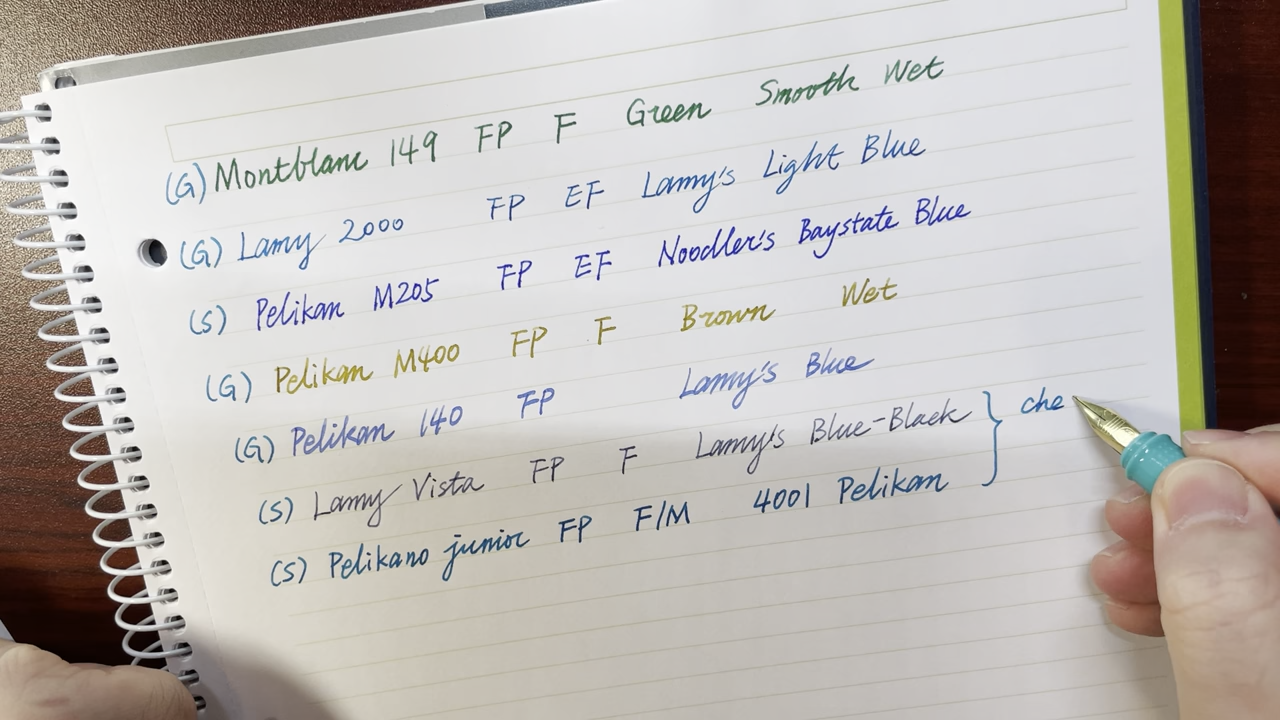 (G) Montblanc 149 FP F Green Smooth Wet
(G) Lamy 2000 FP EF Lamy's Light Blue
(S) Pelikan M205 FP EF Noodler's Baystate Blue
(G) Pelikan M400 FP F Brown Wet
(G) Pelikan 140 FP Lamy's Blue
(S) Lamy Vista FP F Lamy's Blue-Black } che
(S) Pelikano junior FP F/M 4001 Pelikan